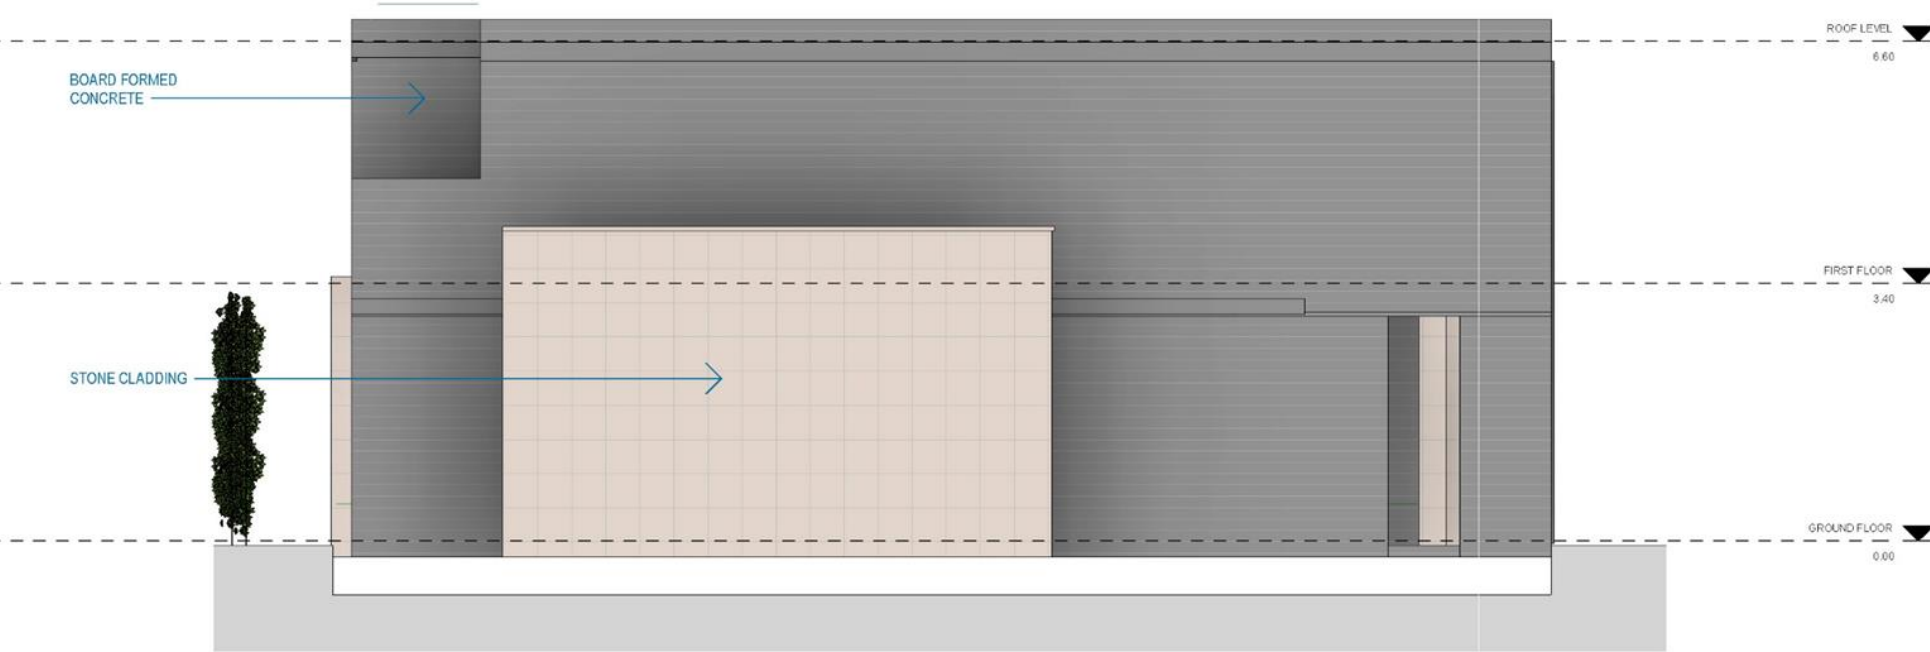 ROOF LEVEL
6.60
BOARD FORMED
CONCRETE
FIRST FLOOR
3.40
STONE CLADDING
GROUND FLOOR
0.00